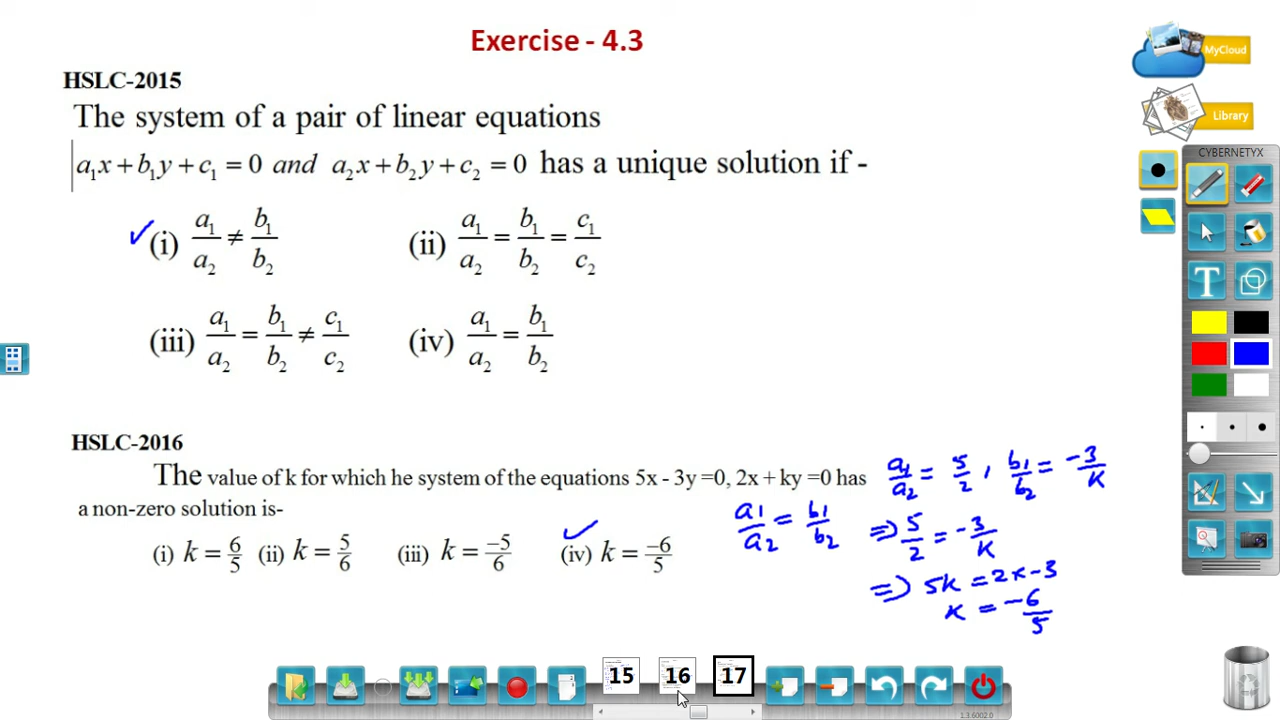 Exercise - 4.3
HSLC-2015
The system of a pair of linear equations
a₁x + b₁y + c₁ = 0 and a₂x + b₂y + c₂ = 0 has a unique solution if -
✓(i) a₁/a₂ ≠ b₁/b₂ (ii) a₁/a₂ = b₁/b₂ = c₁/c₂
(iii) a₁/a₂ = b₁/b₂ ≠ c₁/c₂ (iv) a₁/a₂ = b₁/b₂
HSLC-2016
The value of k for which he system of the equations 5x - 3y =0, 2x + ky =0 has
a non-zero solution is-
(i) k = 6/5 (ii) k = 5/6 (iii) k = -5/6 ✓(iv) k = -6/5
a₁/a₂ = b₁/b₂
a₁/a₂ = 5/2, b₁/b₂ = -3/k
⇒ 5/2 = -3/k
⇒ 5k = 2x-3
k = -6/5
MyCloud
Library
CYBERNETYX
T
15 16 17
1.3.6002.0